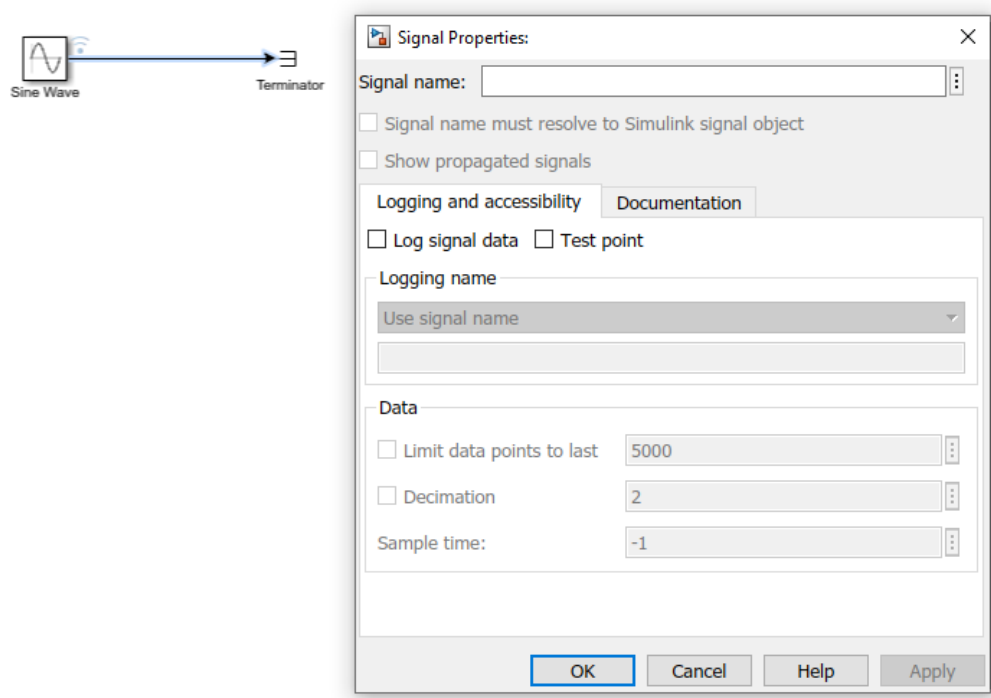 Sine Wave
Terminator
Signal Properties:
Signal name:
Signal name must resolve to Simulink signal object
Show propagated signals
Logging and accessibility Documentation
Log signal data Test point
Logging name
Use signal name
Data
Limit data points to last 5000
Decimation 2
Sample time: -1
OK Cancel Help Apply